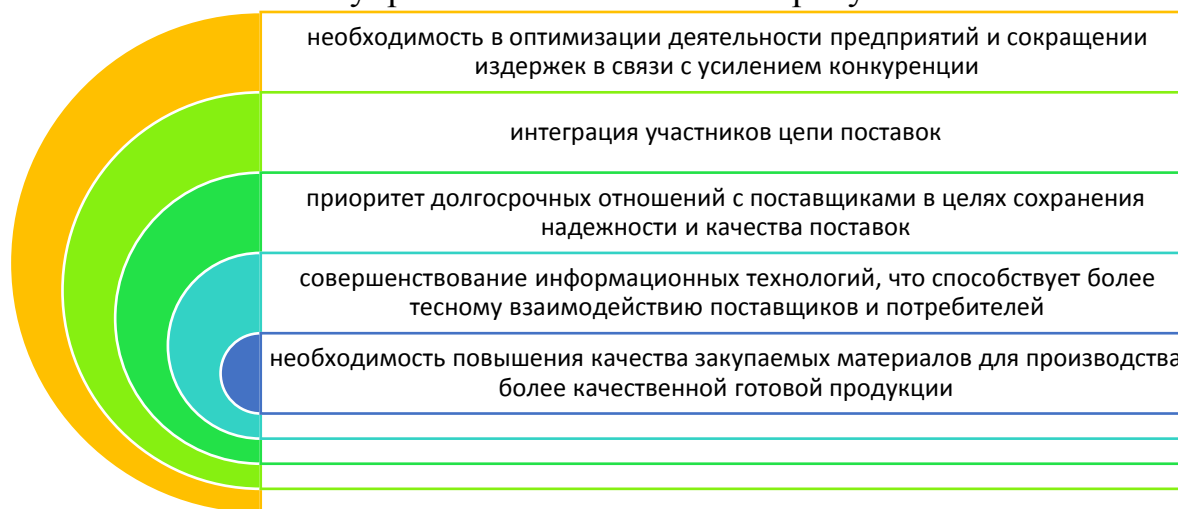 необходимость в оптимизации деятельности предприятий и сокращении
издержек в связи с усилением конкуренции
интеграция участников цепи поставок
приоритет долгосрочных отношений с поставщиками в целях сохранения
надежности и качества поставок
совершенствование информационных технологий, что способствует более
тесному взаимодействию поставщиков и потребителей
необходимость повышения качества закупаемых материалов для производства
более качественной готовой продукции